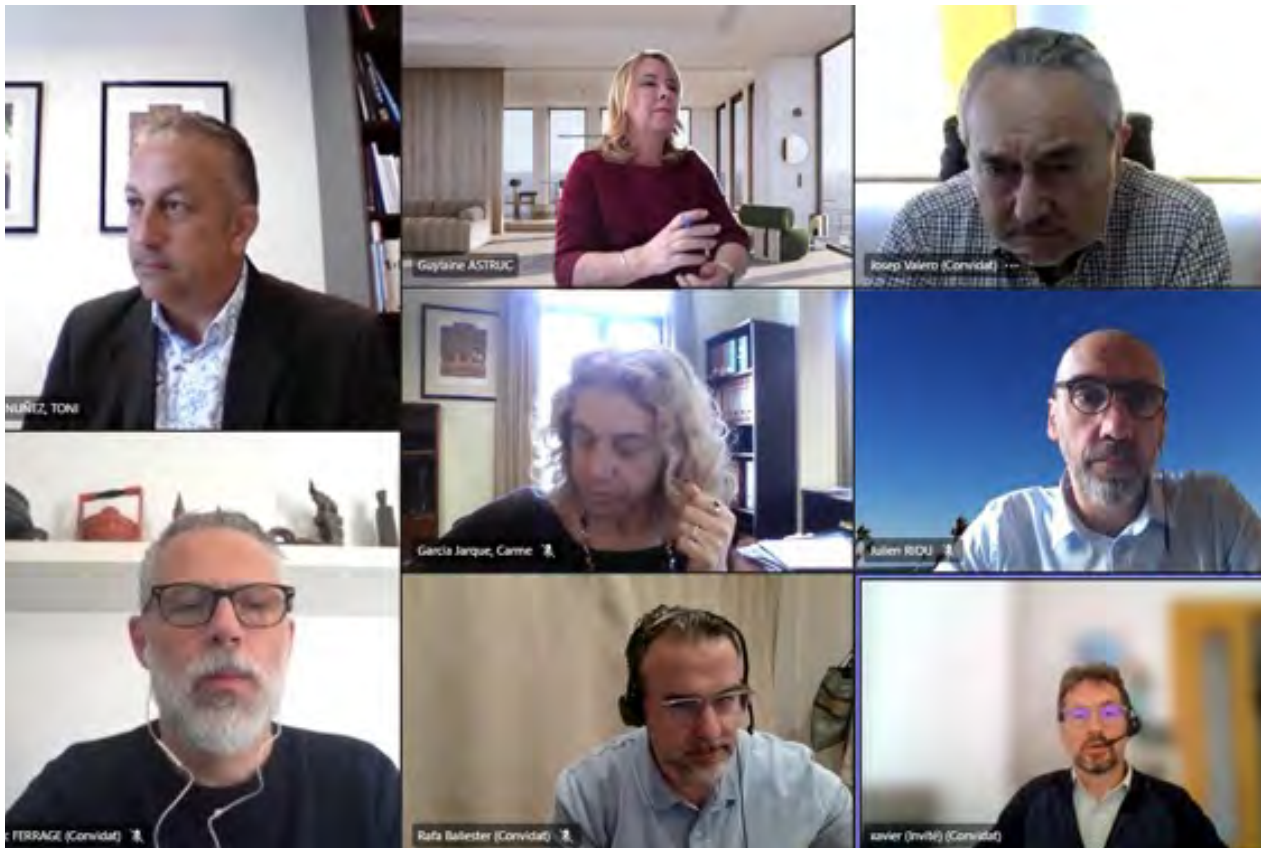 NUÑEZ, TONI
Guylaine ASTRUC
Josep Valero (Convidat) ...
Garcia Jarque, Carme
Julien RIOU
c FERRAGE (Convidat)
Rafa Ballester (Convidat)
xavier (Invité) (Convidat)